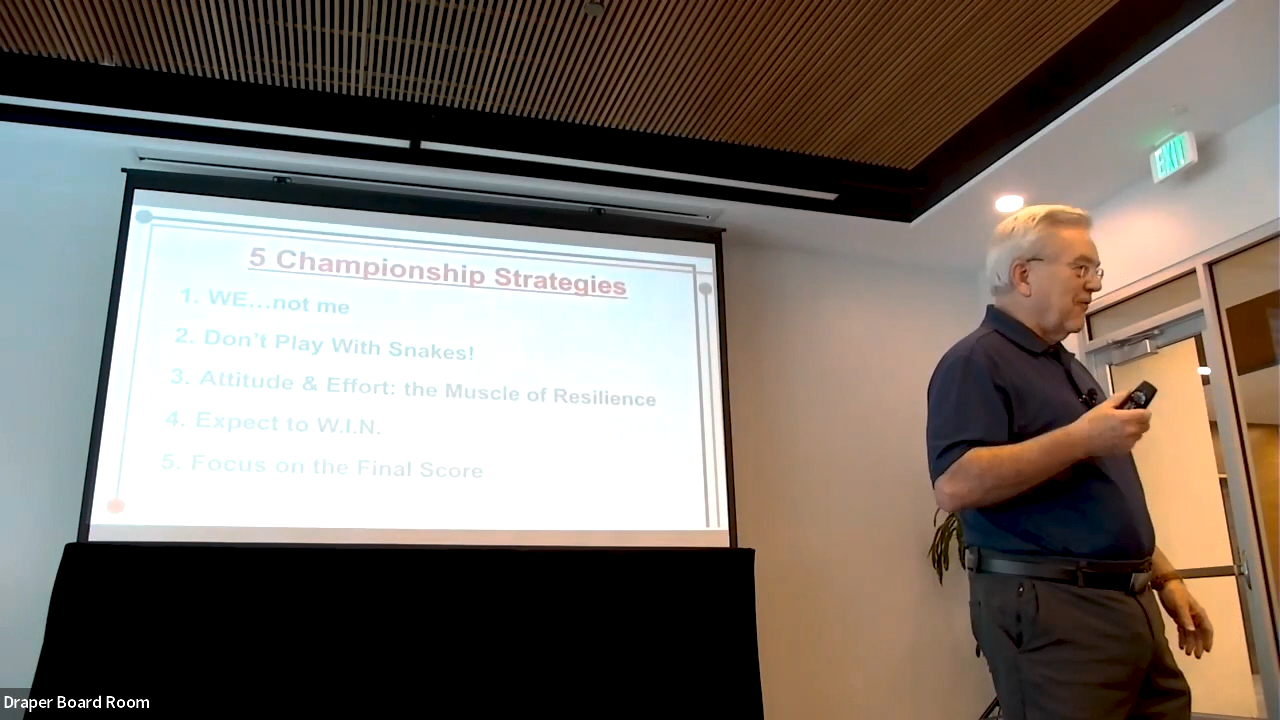 EXIT
5 Championship Strategies
1. WE...not me
2. Don't Play With Snakes!
3. Attitude & Effort: the Muscle of Resilience
4. Expect to W.I.N.
5. Focus on the Final Score
Draper Board Room